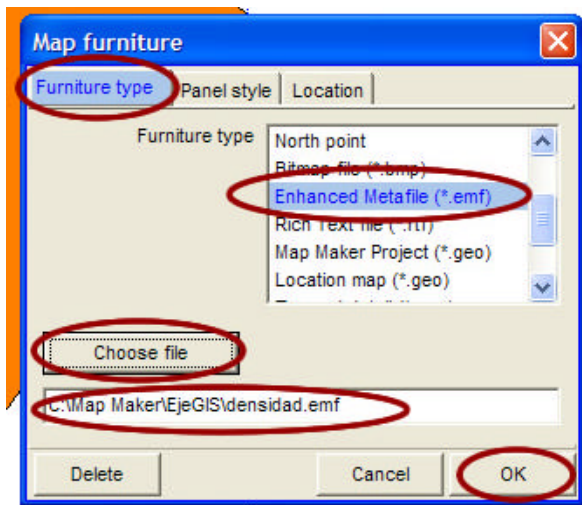 Map furniture
Furniture type Panel style Location
Furniture type
North point
Bitmap file (*.bmp)
Enhanced Metafile (*.emf)
Rich Text file (*.rtf)
Map Maker Project (*.geo)
Location map (*.geo)
Choose file
C:\Map Maker\EjeGIS\densidad.emf
Delete Cancel OK